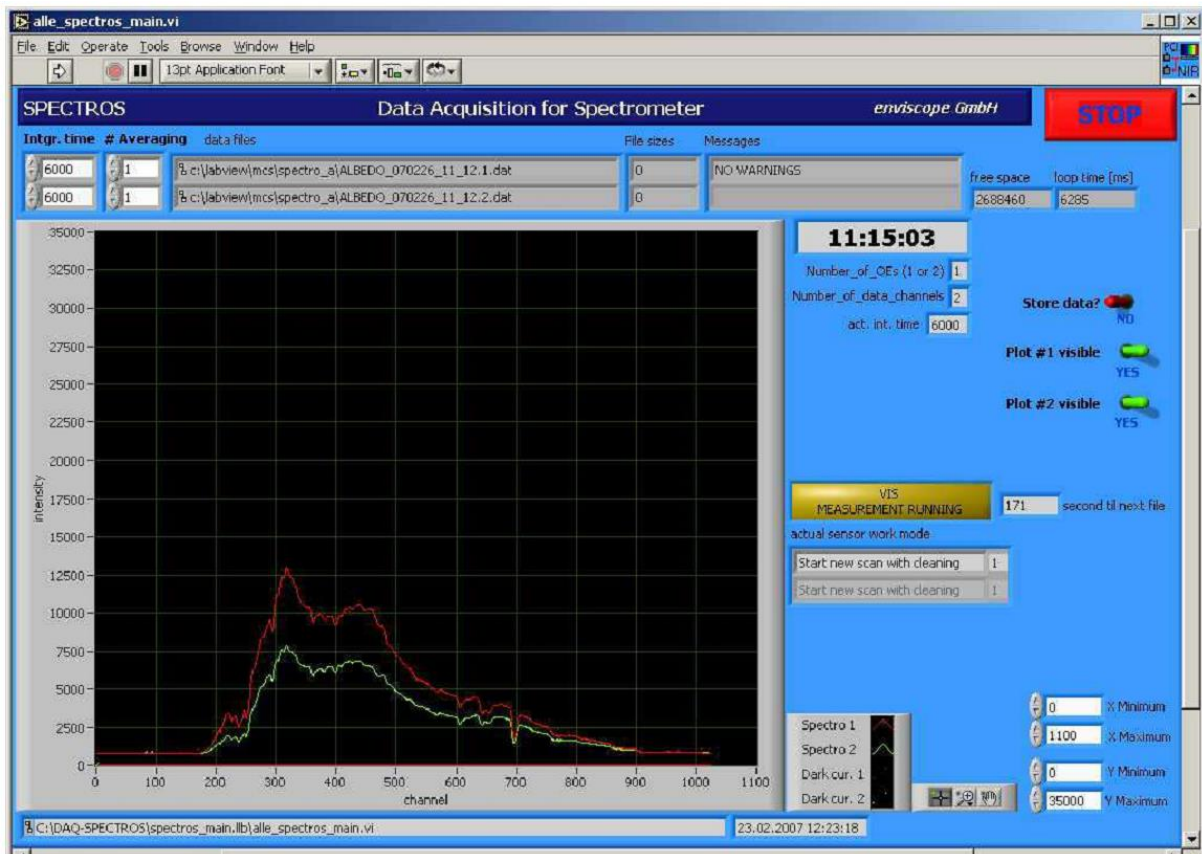 alle_spectros_main.vi
File Edit Operate Tools Browse Window Help
13pt Application Font
PCI
NIR
SPECTROS Data Acquisition for Spectrometer enviscope GmbH STOP
Intgr. time # Averaging data files File sizes Messages
6000 1 c:\labview\mcs\spectro_a\ALBEDO_070226_11_12.1.dat 0 NO WARNINGS
free space loop time [ms]
6000 1 c:\labview\mcs\spectro_a\ALBEDO_070226_11_12.2.dat 0 2688460 6285
11:15:03
Number_of_OEs (1 or 2) 1
Number_of_data_channels 2
act. int. time 6000
Store data?
NO
Plot #1 visible
YES
Plot #2 visible
YES
VIS
MEASUREMENT RUNNING
171 second til next file
actual sensor work mode
Start new scan with cleaning 1
Start new scan with cleaning 1
35000
32500
30000
27500
25000
22500
20000
17500
15000
12500
10000
7500
5000
2500
0
intensity
0 100 200 300 400 500 600 700 800 900 1000 1100
channel
Spectro 1
Spectro 2
Dark cur. 1
Dark cur. 2
0 X Minimum
1100 X Maximum
0 Y Minimum
35000 Y Maximum
C:\DAQ-SPECTROS\spectros_main.llb\alle_spectros_main.vi 23.02.2007 12:23:18